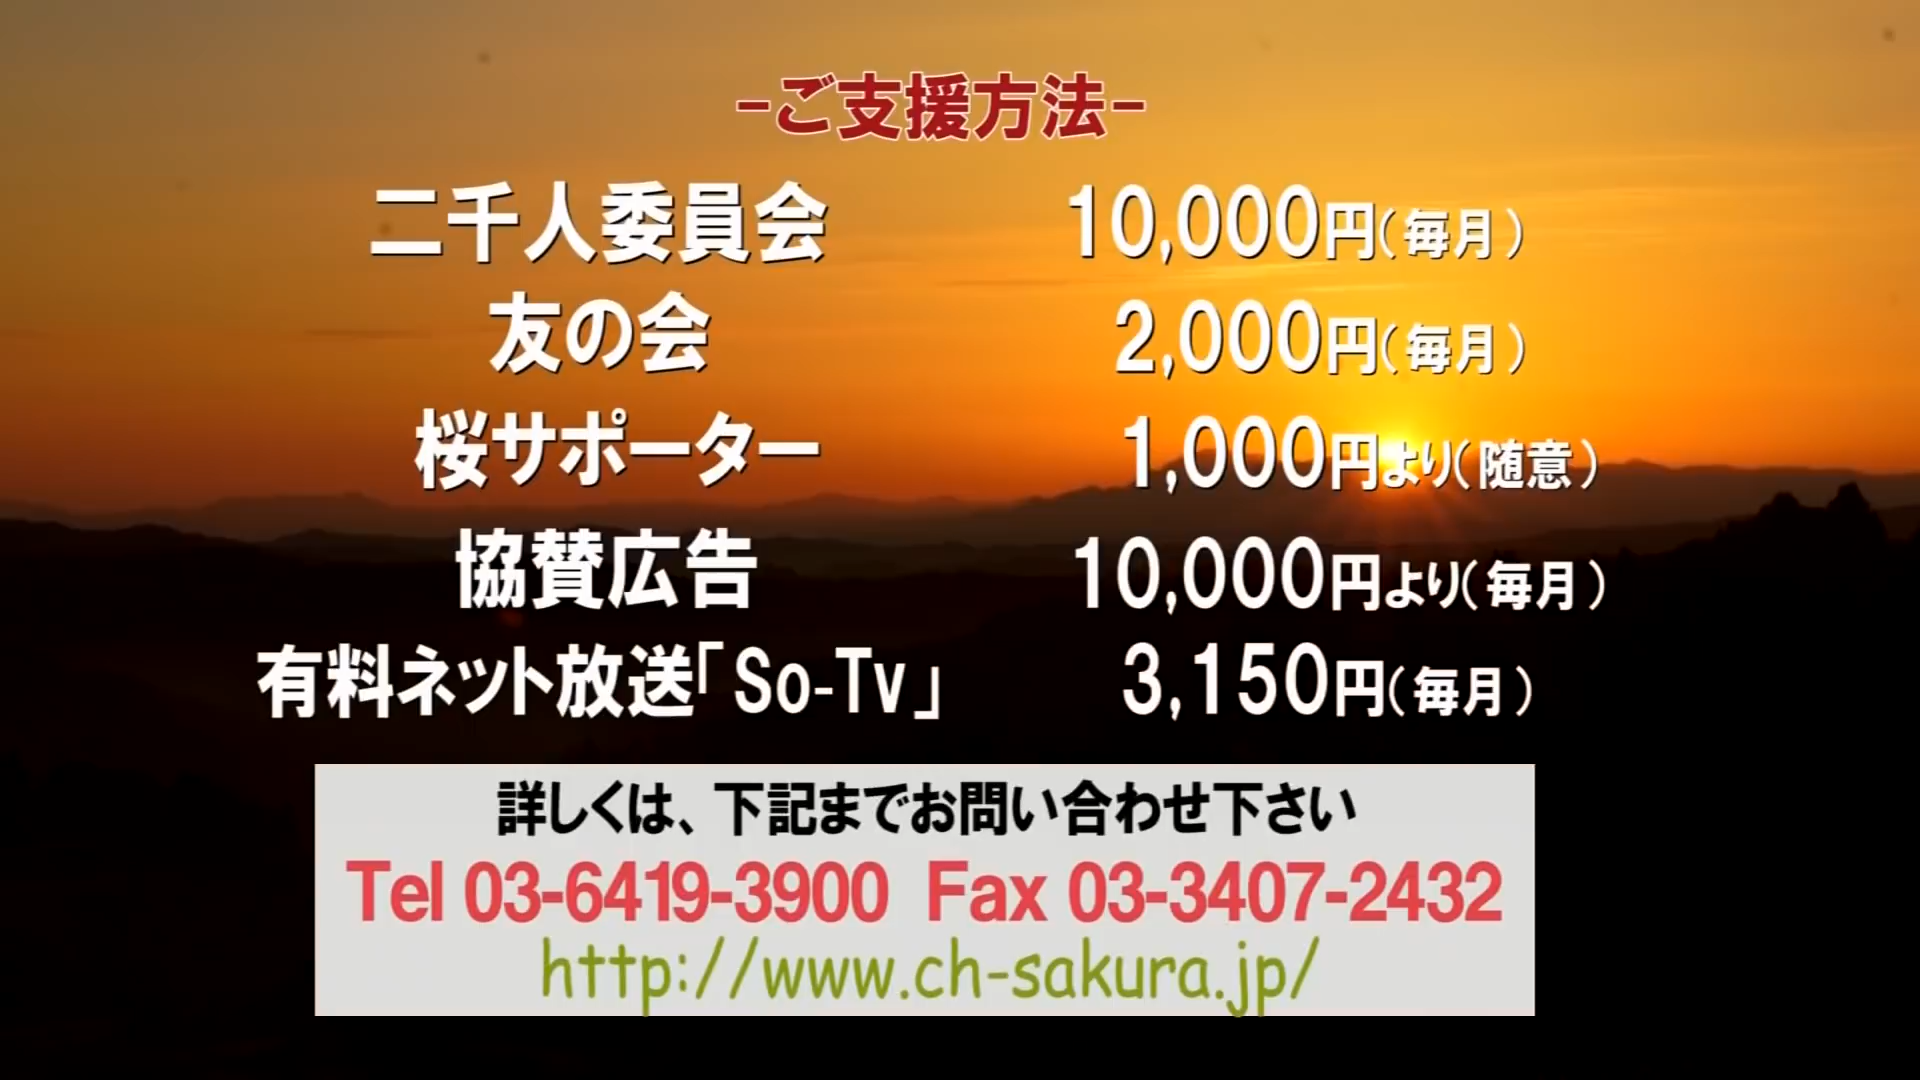 -ご支援方法-
二千人委員会 10,000円(毎月)
友の会 2,000円(毎月)
桜サポーター 1,000円より(随意)
協賛広告 10,000円より(毎月)
有料ネット放送「So-Tv」 3,150円(毎月)
詳しくは、下記までお問い合わせ下さい
Tel 03-6419-3900 Fax 03-3407-2432
http://www.ch-sakura.jp/